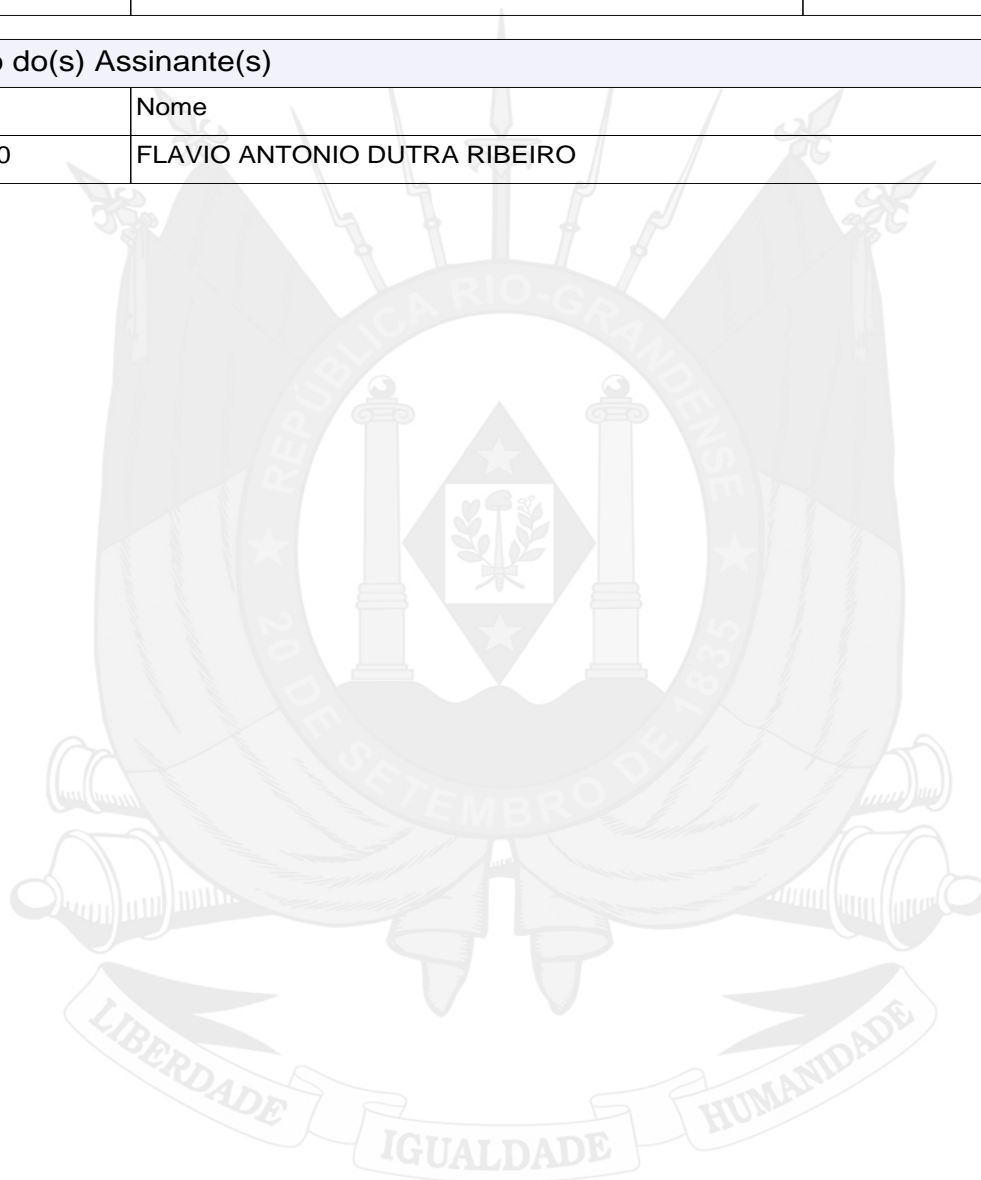 o do(s) Assinante(s)
Nome
0 FLAVIO ANTONIO DUTRA RIBEIRO
REPÚBLICA RIO-GRANDENSE
★ 20 DE SETEMBRO DE 1835 ★
LIBERDADE IGUALDADE HUMANIDADE